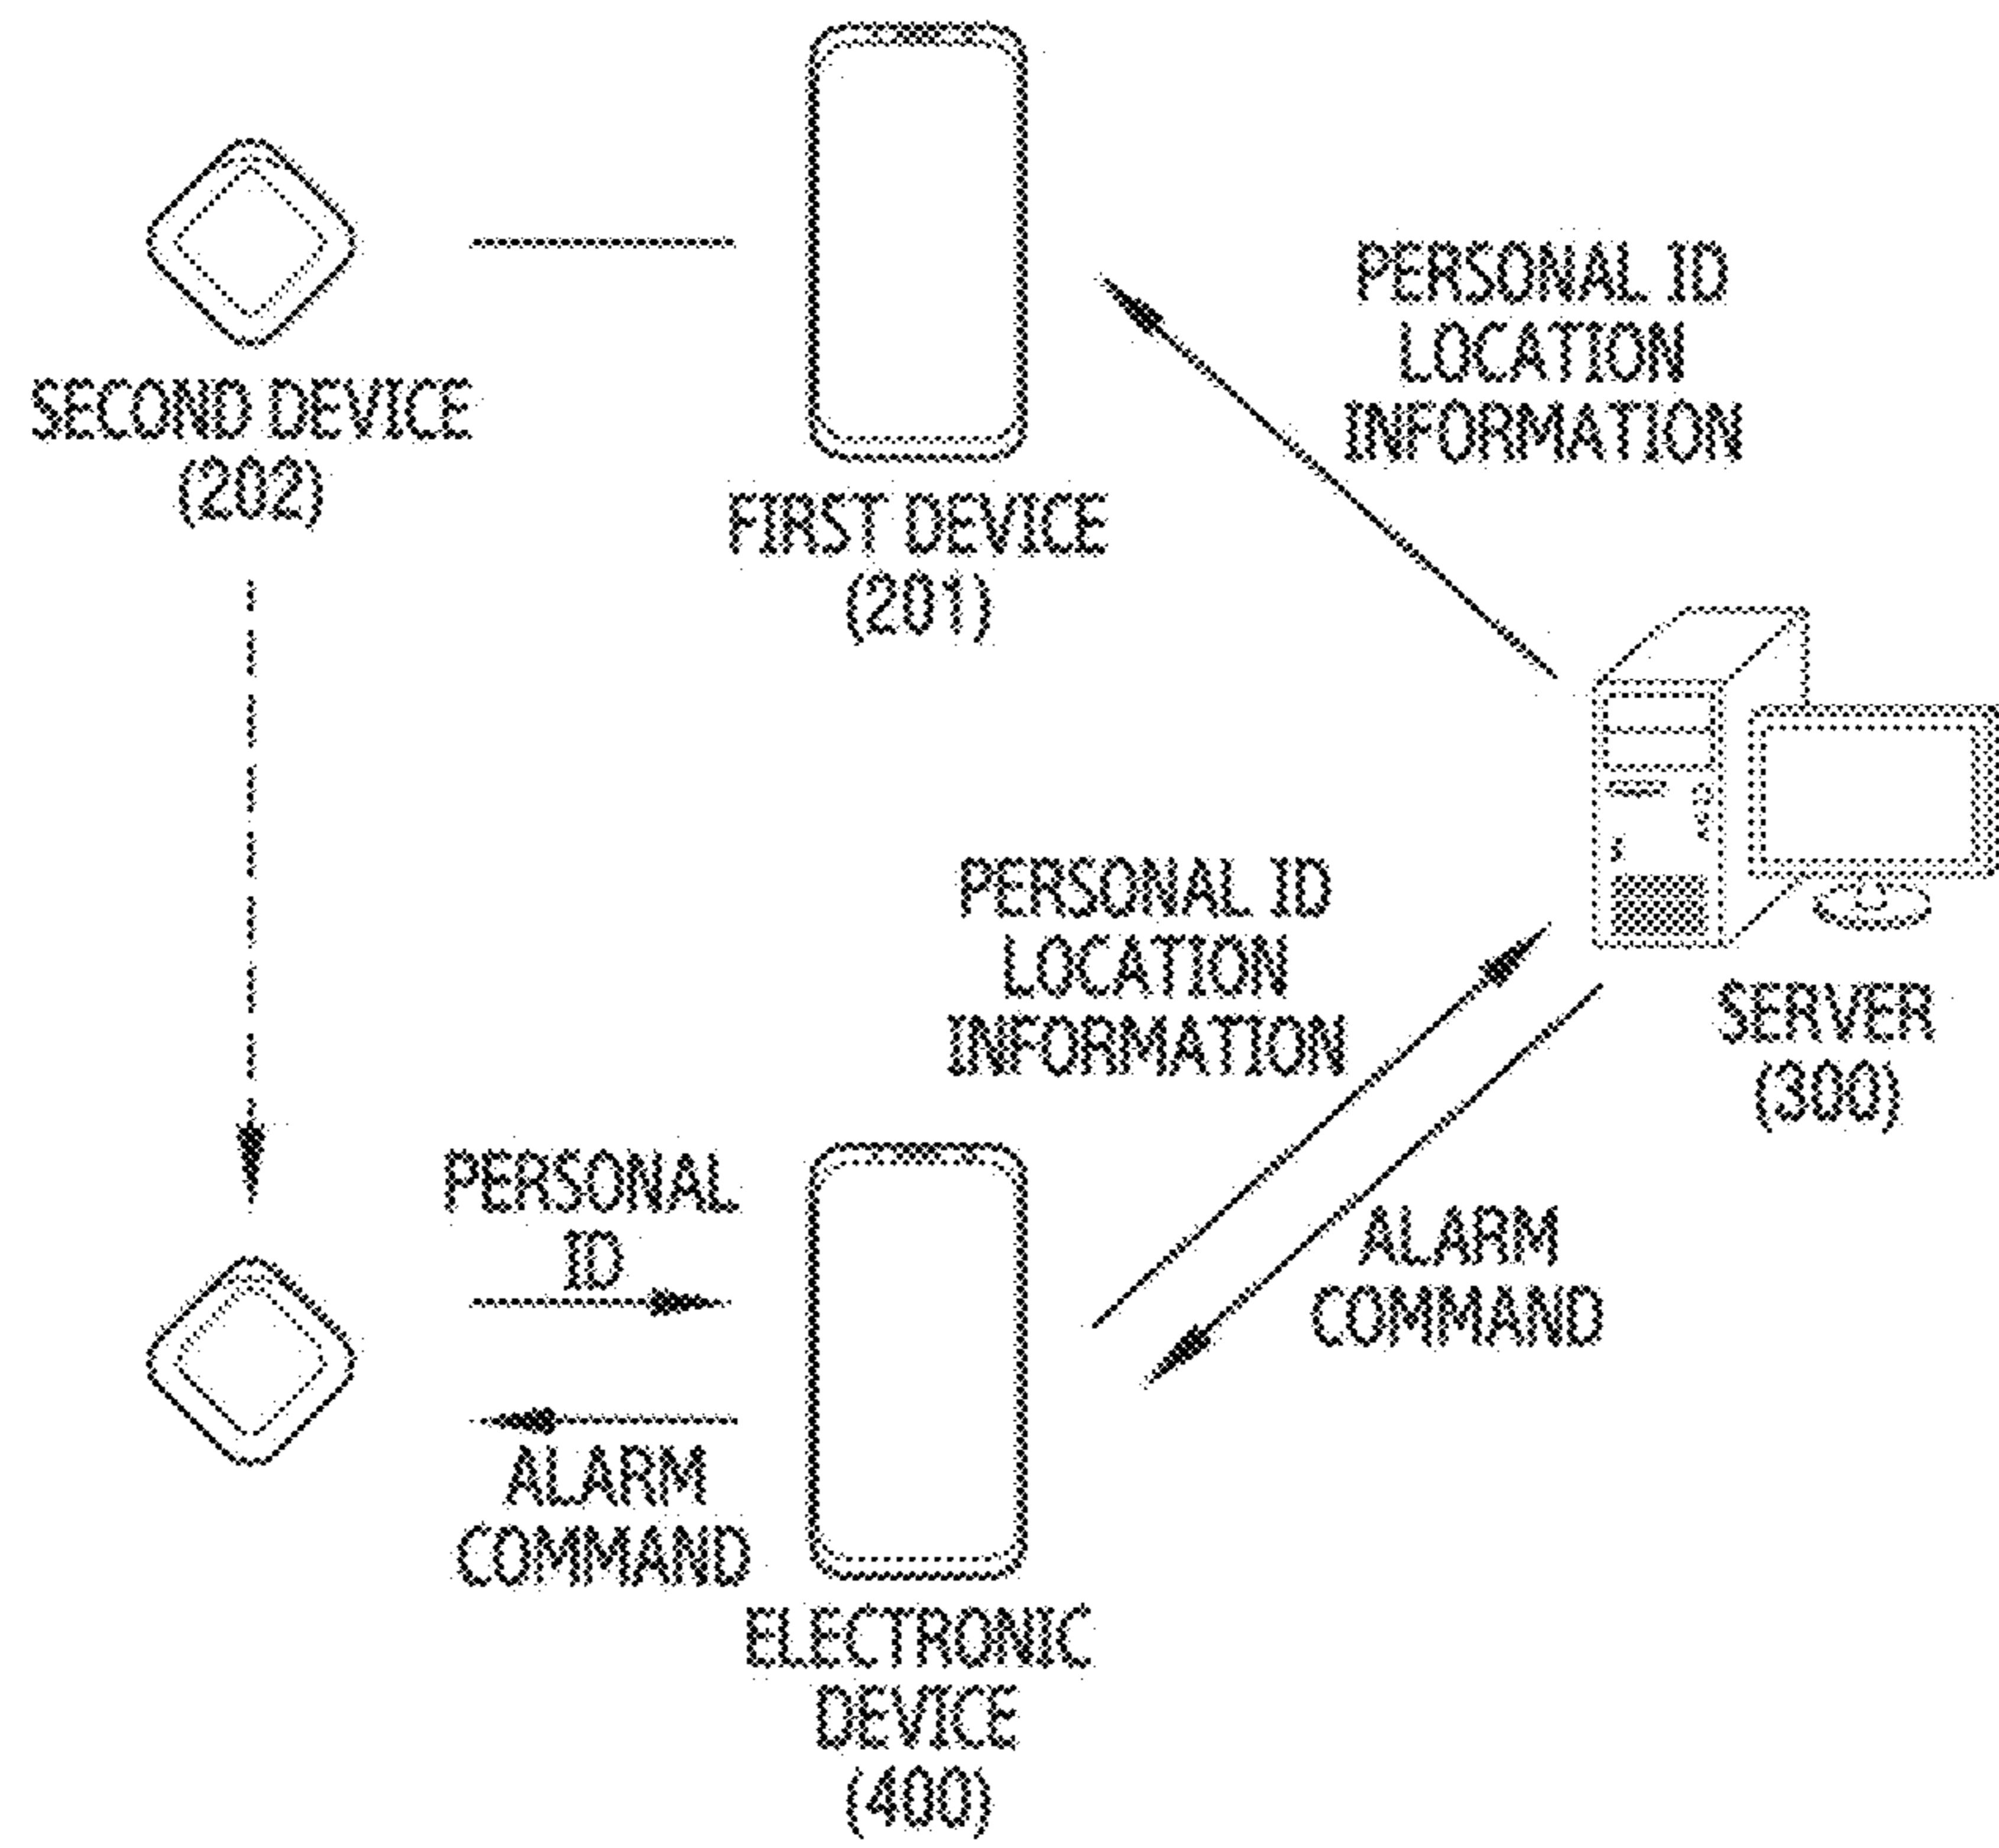 SECOND DEVICE
(202)
FIRST DEVICE
(201)
PERSONAL ID
LOCATION
INFORMATION
PERSONAL ID
LOCATION
INFORMATION
SERVER
(300)
PERSONAL
ID
ALARM
COMMAND
ALARM
COMMAND
ELECTRONIC
DEVICE
(400)